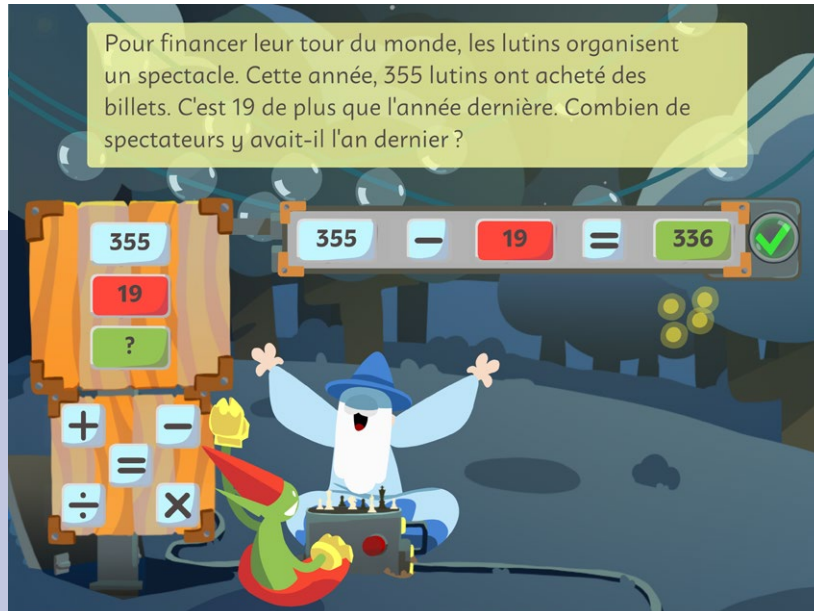 Pour financer leur tour du monde, les lutins organisent
un spectacle. Cette année, 355 lutins ont acheté des
billets. C'est 19 de plus que l'année dernière. Combien de
spectateurs y avait-il l'an dernier ?
355 − 19 = 336
355
19
?
+ −
=
÷ ×